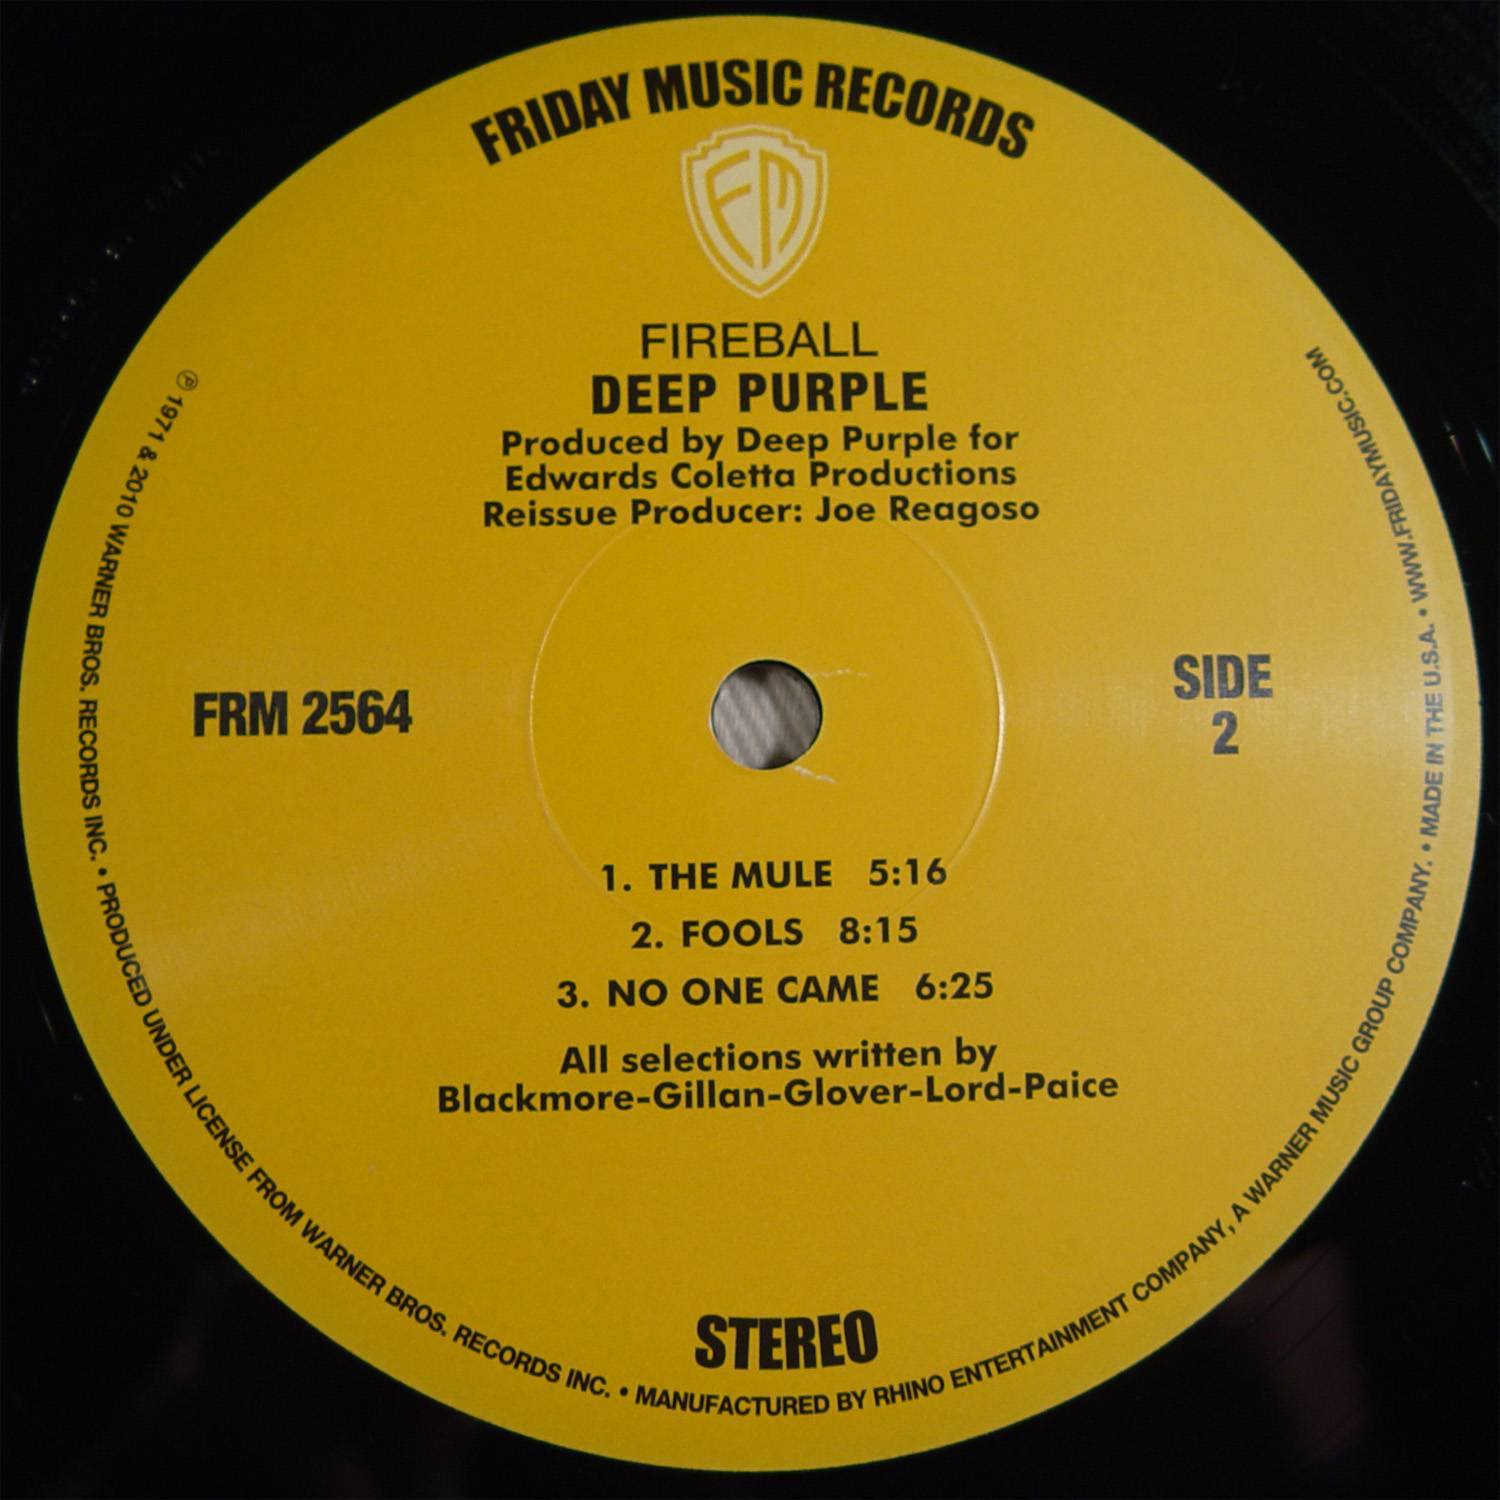 FRIDAY MUSIC RECORDS
FM
FIREBALL
DEEP PURPLE
Produced by Deep Purple for
Edwards Coletta Productions
Reissue Producer: Joe Reagoso
FRM 2564
SIDE
2
1. THE MULE 5:16
2. FOOLS 8:15
3. NO ONE CAME 6:25
All selections written by
Blackmore-Gillan-Glover-Lord-Paice
STEREO
℗ 1971 & 2010 WARNER BROS. RECORDS INC. • PRODUCED UNDER LICENSE FROM WARNER BROS. RECORDS INC. • MANUFACTURED BY RHINO ENTERTAINMENT COMPANY, A WARNER MUSIC GROUP COMPANY. • MADE IN THE U.S.A. • WWW.FRIDAYMUSIC.COM